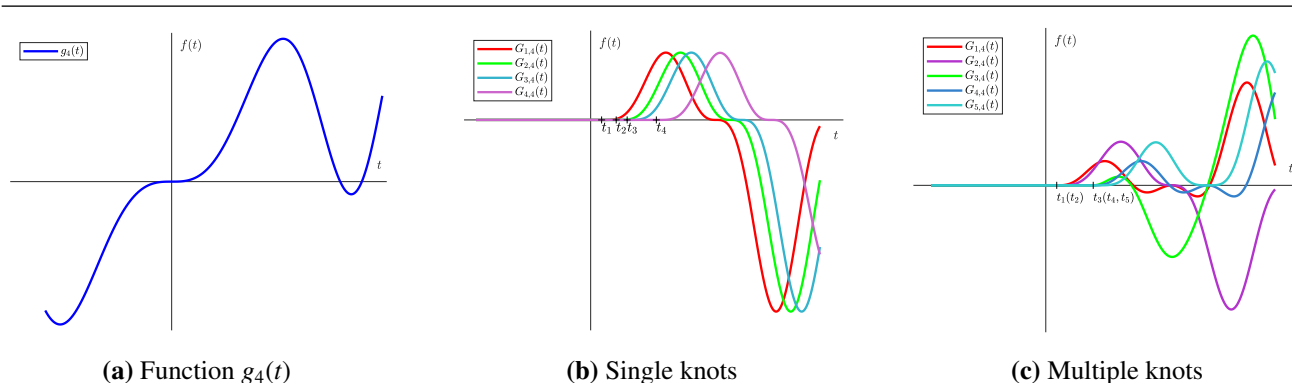 g₄(t)
f(t)
t
(a) Function g₄(t)
G₁,₄(t)
G₂,₄(t)
G₃,₄(t)
G₄,₄(t)
f(t)
t
t₁ t₂ t₃ t₄
(b) Single knots
G₁,₄(t)
G₂,₄(t)
G₃,₄(t)
G₄,₄(t)
G₅,₄(t)
f(t)
t
t₁(t₂) t₃(t₄, t₅)
(c) Multiple knots